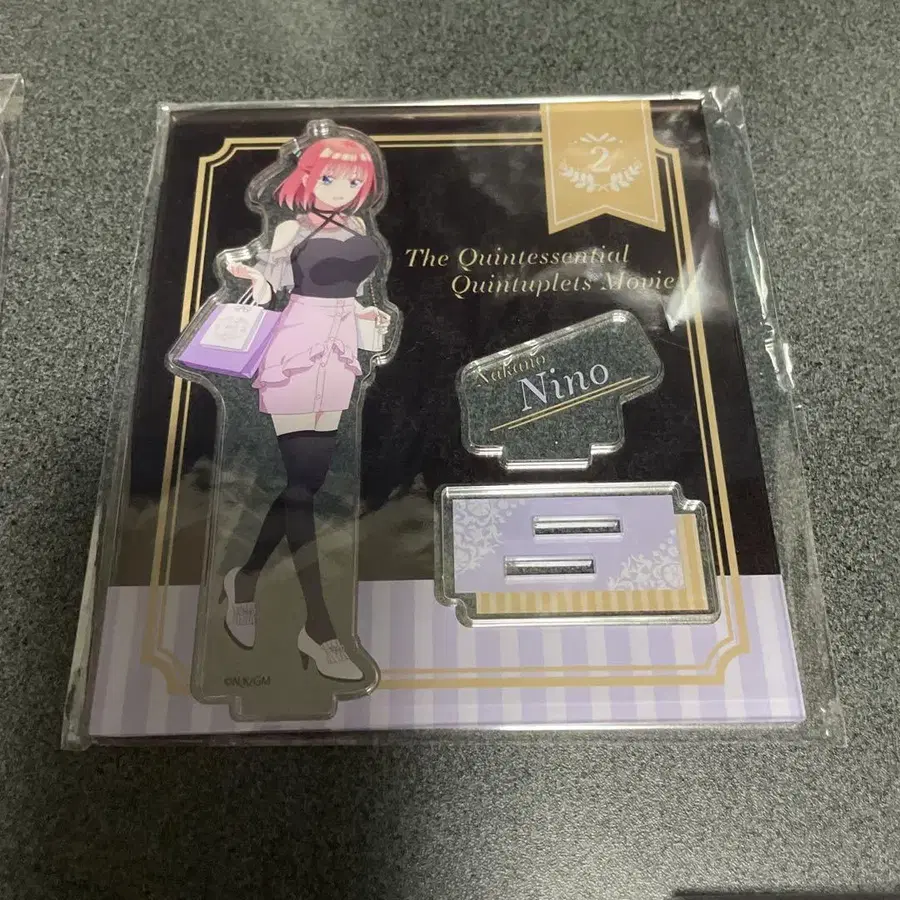 2
The Quintessential
Quintuplets Movie
Nakano
Nino
©N,K/GM